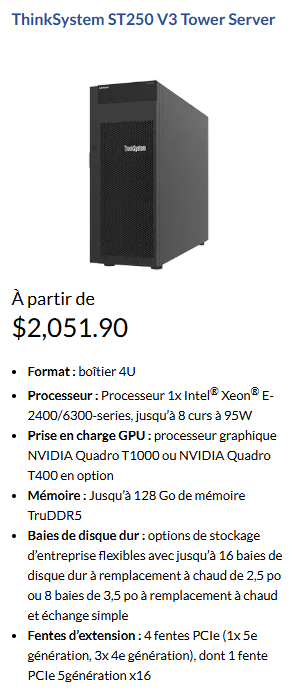 ThinkSystem ST250 V3 Tower Server
ThinkSystem
À partir de
$2,051.90
• Format : boîtier 4U
• Processeur : Processeur 1x Intel® Xeon® E-
2400/6300-series, jusqu'à 8 curs à 95W
• Prise en charge GPU : processeur graphique
NVIDIA Quadro T1000 ou NVIDIA Quadro
T400 en option
• Mémoire : Jusqu'à 128 Go de mémoire
TruDDR5
• Baies de disque dur : options de stockage
d'entreprise flexibles avec jusqu'à 16 baies de
disque dur à remplacement à chaud de 2,5 po
ou 8 baies de 3,5 po à remplacement à chaud
et échange simple
• Fentes d'extension : 4 fentes PCIe (1x 5e
génération, 3x 4e génération), dont 1 fente
PCIe 5génération x16